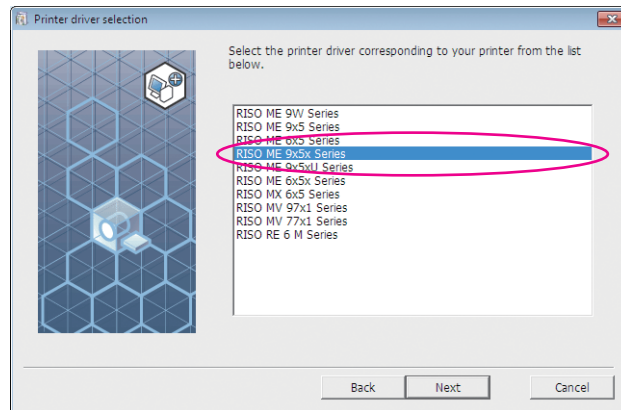 Printer driver selection
Select the printer driver corresponding to your printer from the list
below.
RISO ME 9W Series
RISO ME 9x5 Series
RISO ME 6x5 Series
RISO ME 9x5x Series
RISO ME 9x5xU Series
RISO ME 6x5x Series
RISO MX 6x5 Series
RISO MV 97x1 Series
RISO MV 77x1 Series
RISO RE 6 M Series
Back Next Cancel